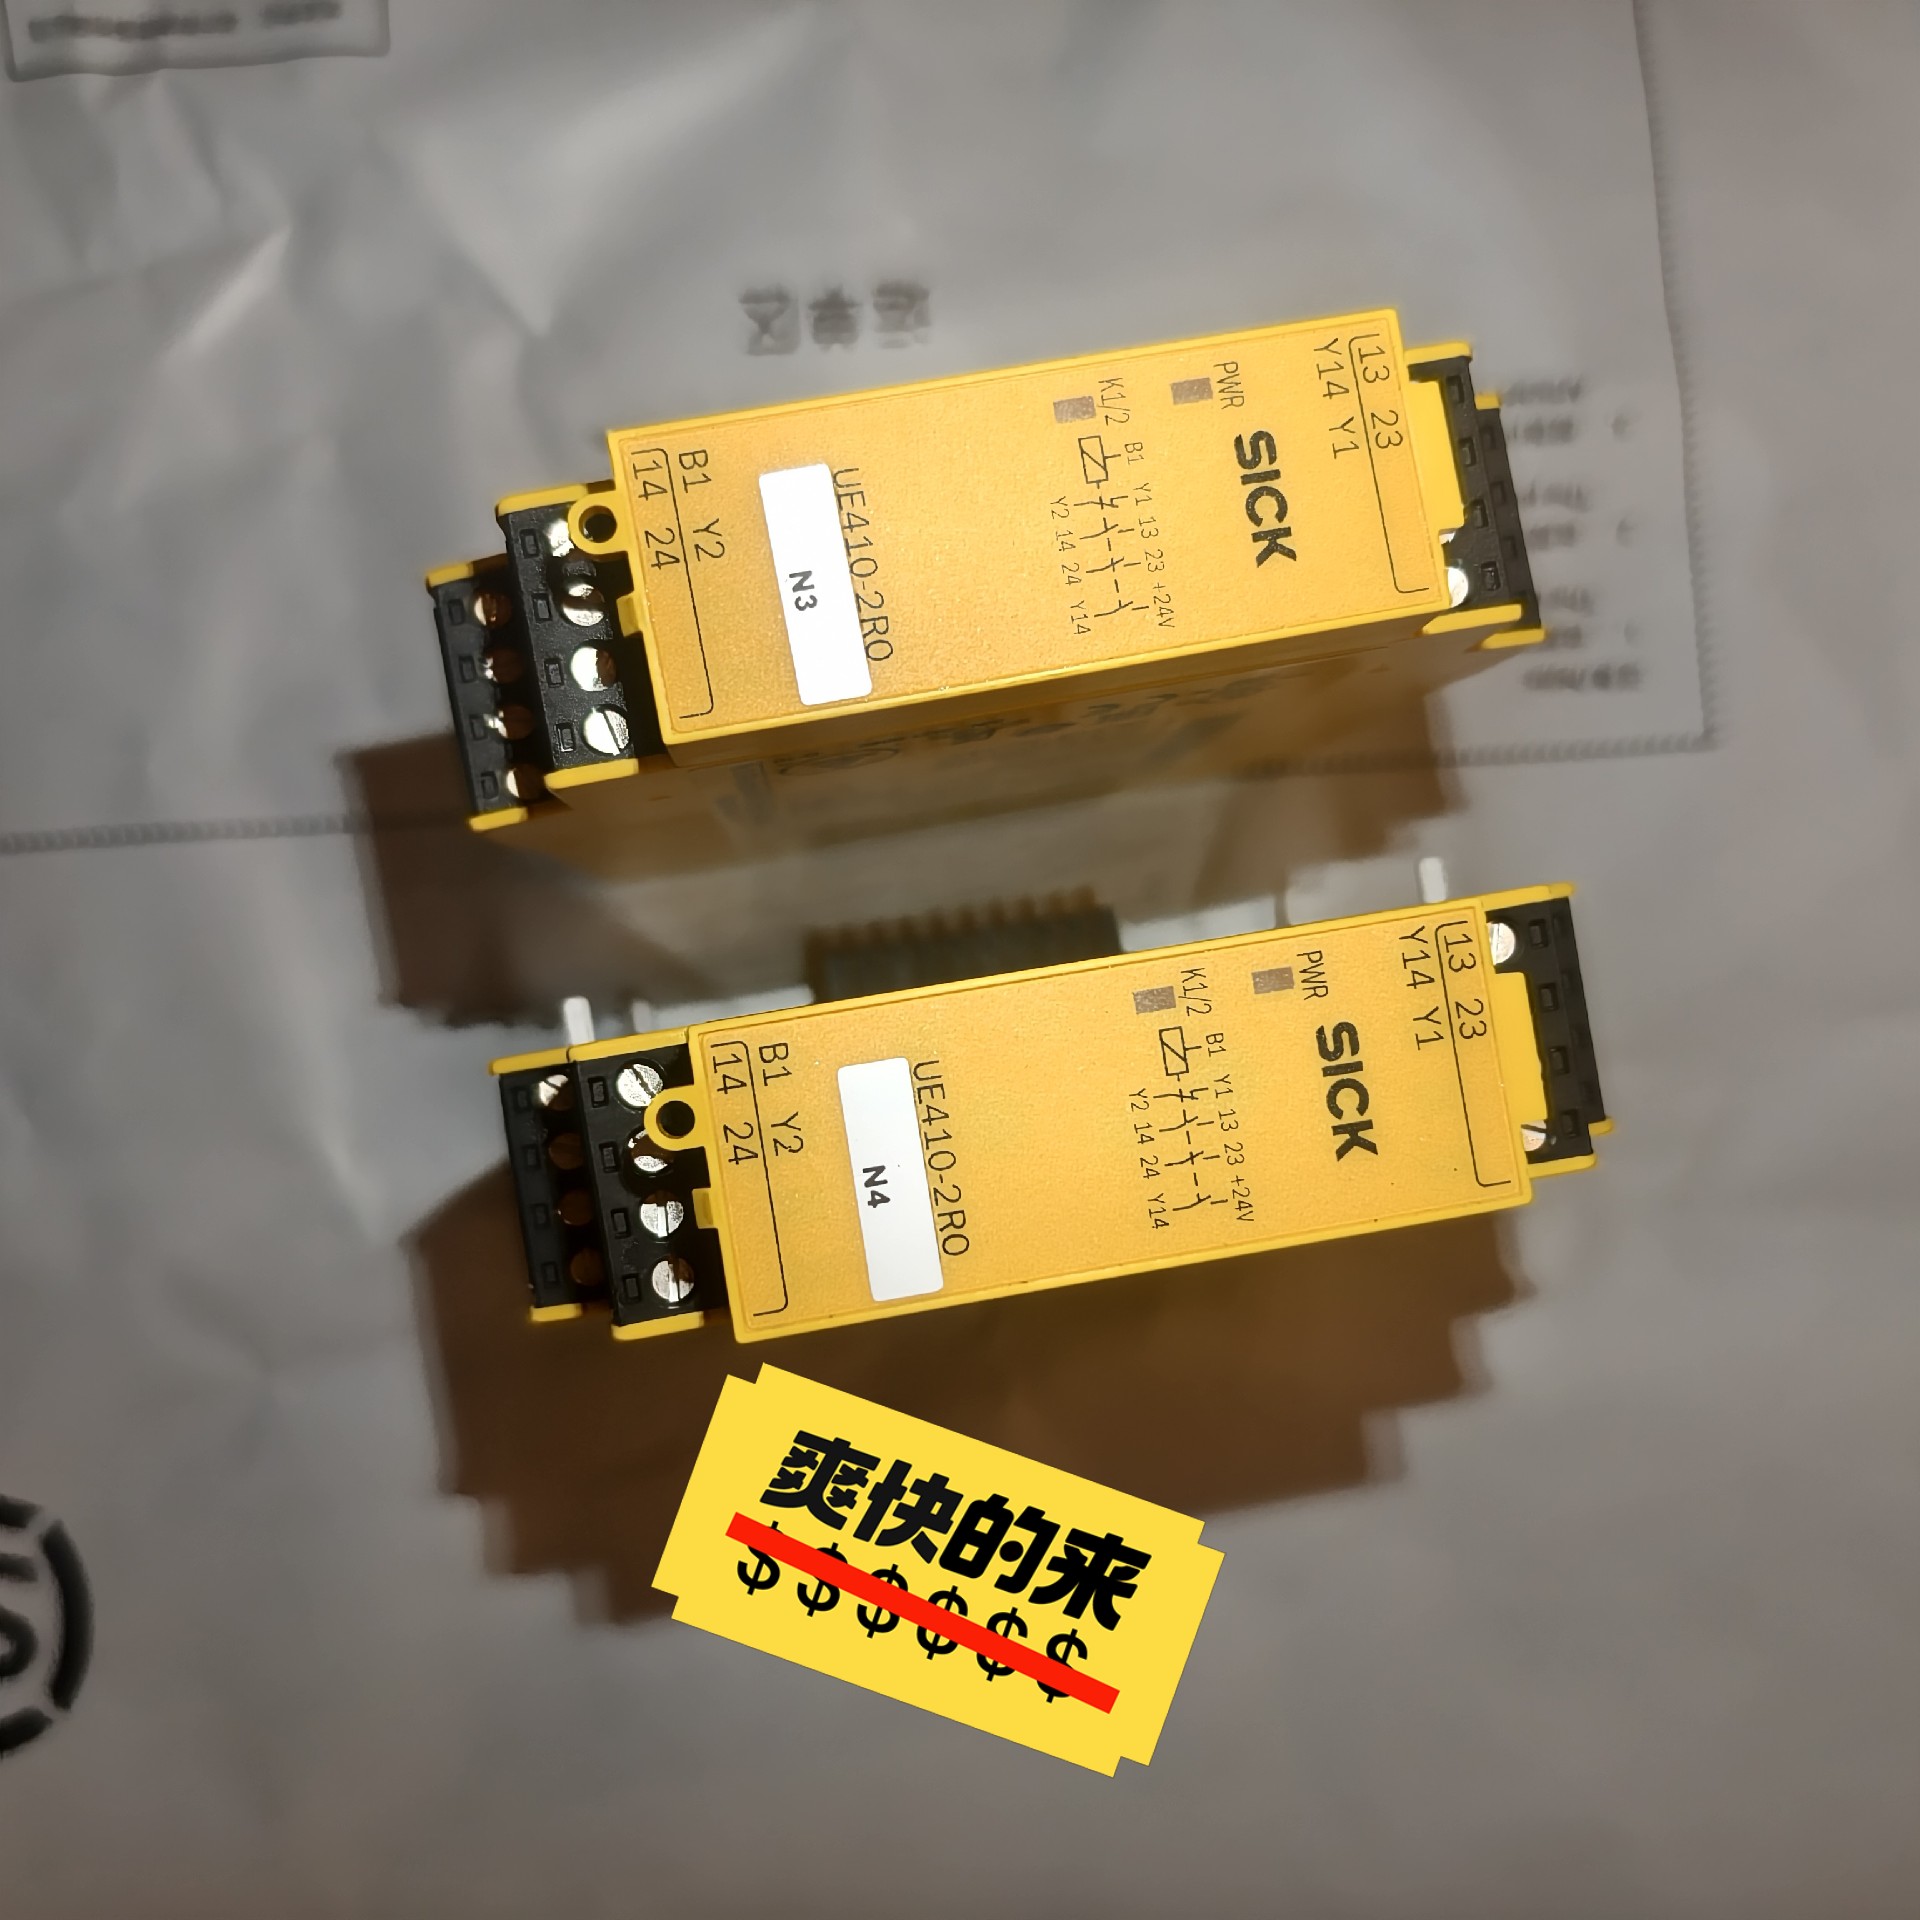 13 23
Y14 Y1
SICK
PWR
K1/2
B1 Y1 13 23 +24V
Y2 14 24 Y14
UE410-2RO
N3
B1 Y2
14 24
13 23
Y14 Y1
SICK
PWR
K1/2
B1 Y1 13 23 +24V
Y2 14 24 Y14
UE410-2RO
N4
B1 Y2
14 24
爽快的来
$$$$$$